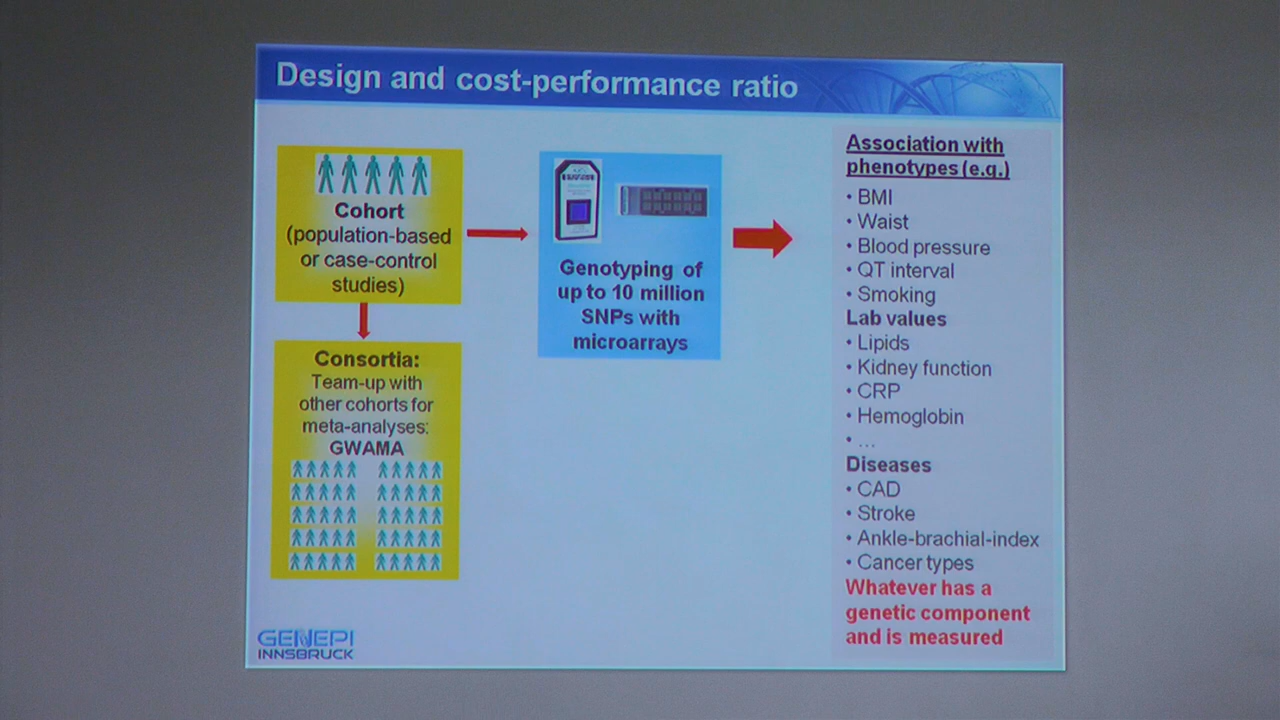 Design and cost-performance ratio
Cohort
(population-based
or case-control
studies)
Consortia:
Team-up with
other cohorts for
meta-analyses:
GWAMA
Genotyping of
up to 10 million
SNPs with
microarrays
Association with
phenotypes (e.g.)
• BMI
• Waist
• Blood pressure
• QT interval
• Smoking
Lab values
• Lipids
• Kidney function
• CRP
• Hemoglobin
• ...
Diseases
• CAD
• Stroke
• Ankle-brachial-index
• Cancer types
Whatever has a
genetic component
and is measured
GENEPI
INNSBRUCK